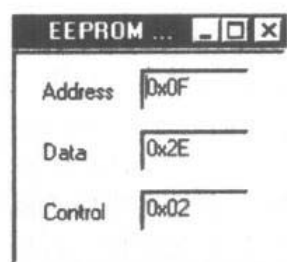 EEPROM ...
Address 0x0F
Data 0x2E
Control 0x02